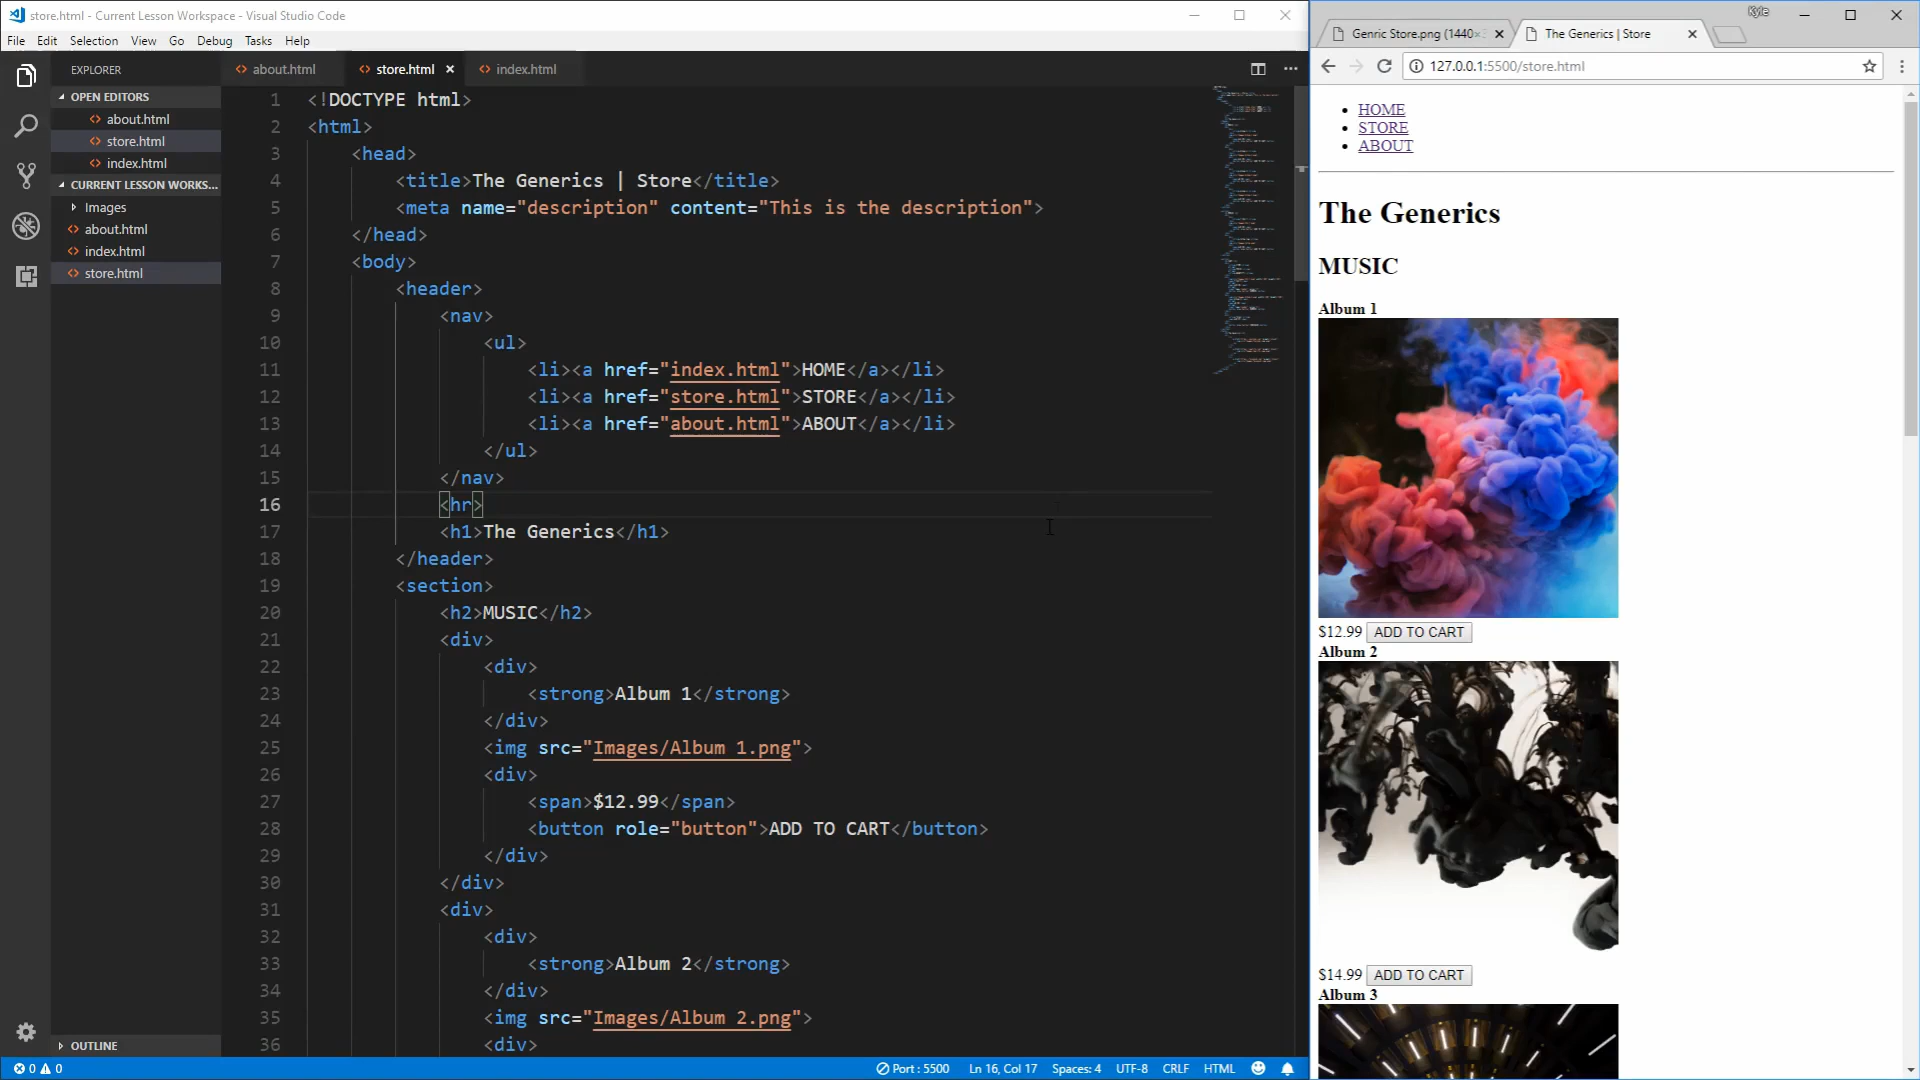 store.html - Current Lesson Workspace - Visual Studio Code
File Edit Selection View Go Debug Tasks Help
EXPLORER
OPEN EDITORS
about.html
store.html
index.html
CURRENT LESSON WORKS...
Images
about.html
index.html
store.html
OUTLINE
about.html store.html index.html
1 <!DOCTYPE html>
2 <html>
3 <head>
4 <title>The Generics | Store</title>
5 <meta name="description" content="This is the description">
6 </head>
7 <body>
8 <header>
9 <nav>
10 <ul>
11 <li><a href="index.html">HOME</a></li>
12 <li><a href="store.html">STORE</a></li>
13 <li><a href="about.html">ABOUT</a></li>
14 </ul>
15 </nav>
16 <hr>
17 <h1>The Generics</h1>
18 </header>
19 <section>
20 <h2>MUSIC</h2>
21 <div>
22 <div>
23 <strong>Album 1</strong>
24 </div>
25 <img src="Images/Album 1.png">
26 <div>
27 <span>$12.99</span>
28 <button role="button">ADD TO CART</button>
29 </div>
30 </div>
31 <div>
32 <div>
33 <strong>Album 2</strong>
34 </div>
35 <img src="Images/Album 2.png">
36 <div>
0 0 Port : 5500 Ln 16, Col 17 Spaces: 4 UTF-8 CRLF HTML
Kyle
Genric Store.png (1440× The Generics | Store
127.0.0.1:5500/store.html
HOME
STORE
ABOUT
The Generics
MUSIC
Album 1
$12.99 ADD TO CART
Album 2
$14.99 ADD TO CART
Album 3